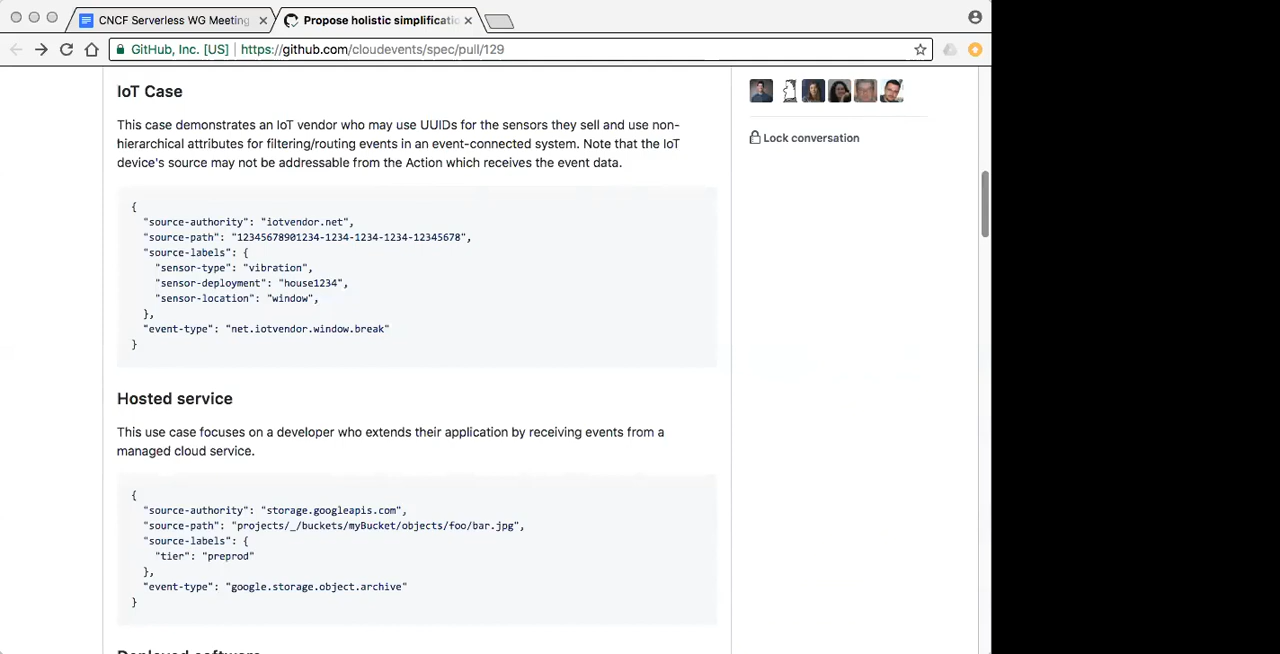 CNCF Serverless WG Meeting
Propose holistic simplificatio
GitHub, Inc. [US] | https://github.com/cloudevents/spec/pull/129
IoT Case
This case demonstrates an IoT vendor who may use UUIDs for the sensors they sell and use non-
hierarchical attributes for filtering/routing events in an event-connected system. Note that the IoT
device's source may not be addressable from the Action which receives the event data.
{
"source-authority": "iotvendor.net",
"source-path": "12345678901234-1234-1234-1234-12345678",
"source-labels": {
"sensor-type": "vibration",
"sensor-deployment": "house1234",
"sensor-location": "window",
},
"event-type": "net.iotvendor.window.break"
}
Lock conversation
Hosted service
This use case focuses on a developer who extends their application by receiving events from a
managed cloud service.
{
"source-authority": "storage.googleapis.com",
"source-path": "projects/_/buckets/myBucket/objects/foo/bar.jpg",
"source-labels": {
"tier": "preprod"
},
"event-type": "google.storage.object.archive"
}
Deployed software